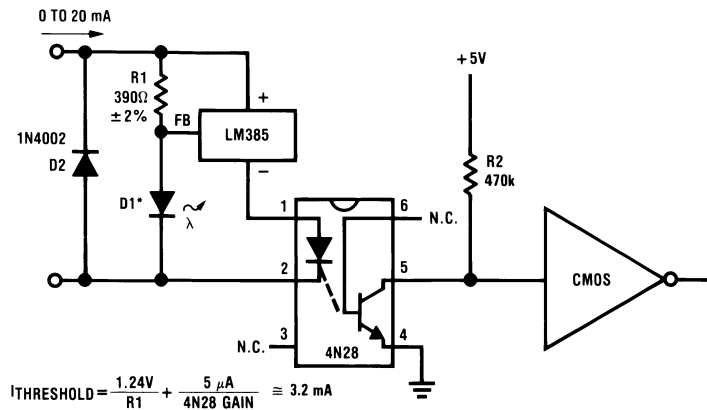 0 TO 20 mA
+5V
R1
390Ω
±2%
FB
+
LM385
−
1N4002
D2
R2
470k
D1*
λ
1
6
N.C.
2
5
CMOS
3
N.C.
4
4N28
ITHRESHOLD = 1.24V / R1 + 5 µA / 4N28 GAIN ≅ 3.2 mA